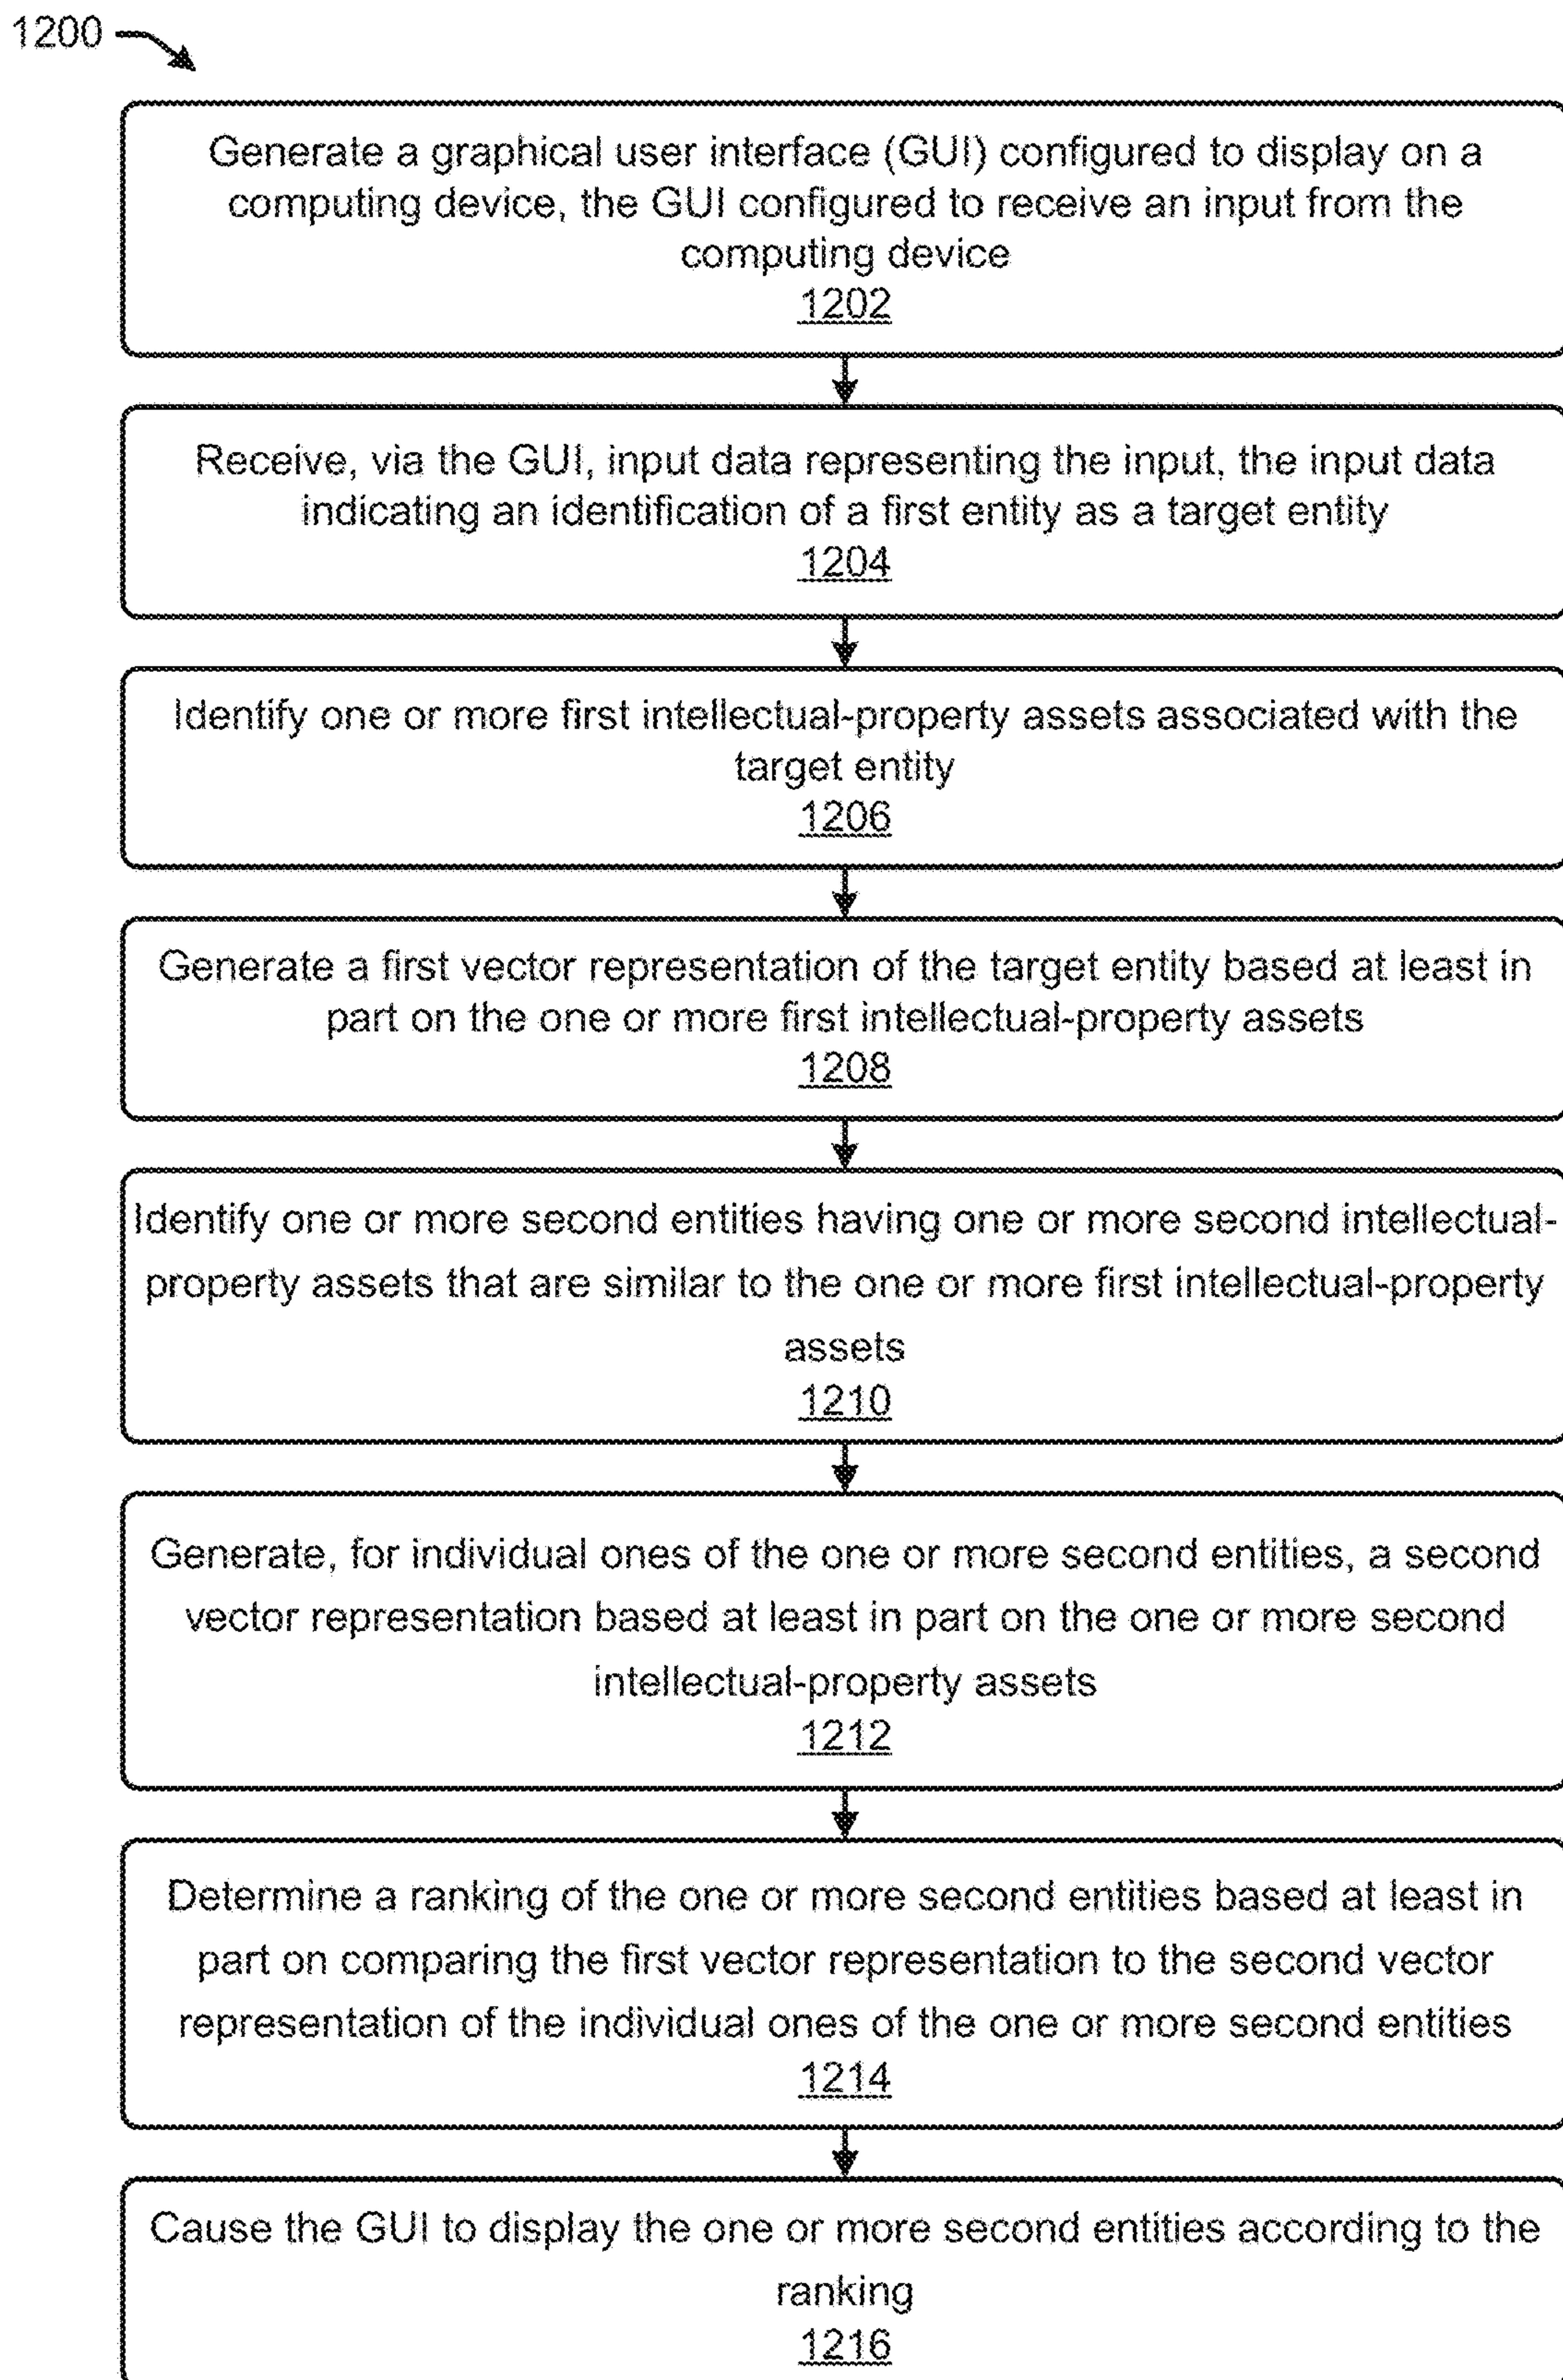 1200
Generate a graphical user interface (GUI) configured to display on a
computing device, the GUI configured to receive an input from the
computing device
1202
Receive, via the GUI, input data representing the input, the input data
indicating an identification of a first entity as a target entity
1204
Identify one or more first intellectual-property assets associated with the
target entity
1206
Generate a first vector representation of the target entity based at least in
part on the one or more first intellectual-property assets
1208
Identify one or more second entities having one or more second intellectual-
property assets that are similar to the one or more first intellectual-property
assets
1210
Generate, for individual ones of the one or more second entities, a second
vector representation based at least in part on the one or more second
intellectual-property assets
1212
Determine a ranking of the one or more second entities based at least in
part on comparing the first vector representation to the second vector
representation of the individual ones of the one or more second entities
1214
Cause the GUI to display the one or more second entities according to the
ranking
1216